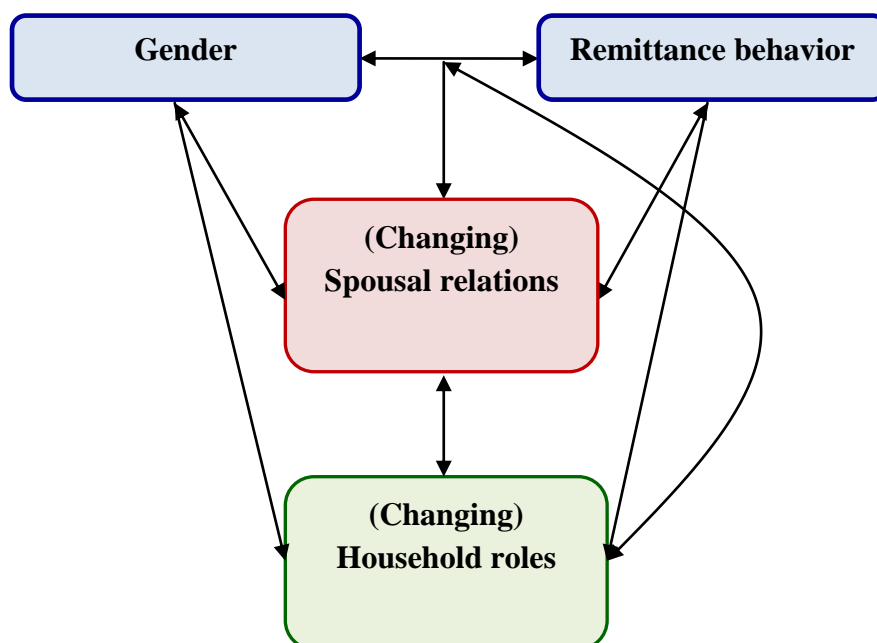 Gender
Remittance behavior
(Changing)
Spousal relations
(Changing)
Household roles